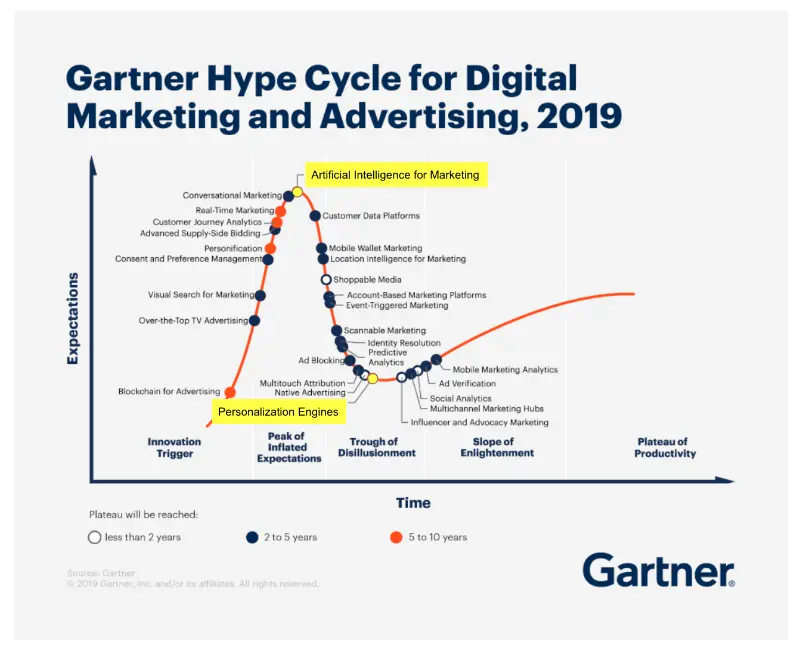 Gartner Hype Cycle for Digital
Marketing and Advertising, 2019
Artificial Intelligence for Marketing
Conversational Marketing
Real-Time Marketing
Customer Journey Analytics
Advanced Supply-Side Bidding
Personification
Consent and Preference Management
Visual Search for Marketing
Over-the-Top TV Advertising
Blockchain for Advertising
Customer Data Platforms
Mobile Wallet Marketing
Location Intelligence for Marketing
Shoppable Media
Account-Based Marketing Platforms
Event-Triggered Marketing
Scannable Marketing
Identity Resolution
Predictive
Analytics
Ad Blocking
Multitouch Attribution
Native Advertising
Personalization Engines
Mobile Marketing Analytics
Ad Verification
Social Analytics
Multichannel Marketing Hubs
Influencer and Advocacy Marketing
Expectations
Innovation
Trigger
Peak of
Inflated
Expectations
Trough of
Disillusionment
Slope of
Enlightenment
Plateau of
Productivity
Time
Plateau will be reached:
less than 2 years
2 to 5 years
5 to 10 years
Source: Gartner
© 2019 Gartner, Inc. and/or its affiliates. All rights reserved.
Gartner®